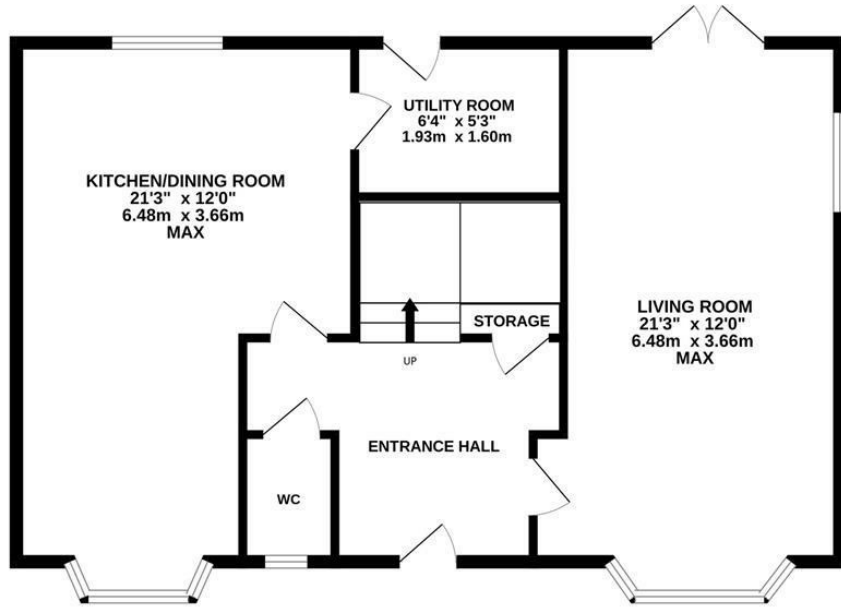 UTILITY ROOM
6'4" x 5'3"
1.93m x 1.60m
KITCHEN/DINING ROOM
21'3" x 12'0"
6.48m x 3.66m
MAX
LIVING ROOM
21'3" x 12'0"
6.48m x 3.66m
MAX
STORAGE
UP
ENTRANCE HALL
WC